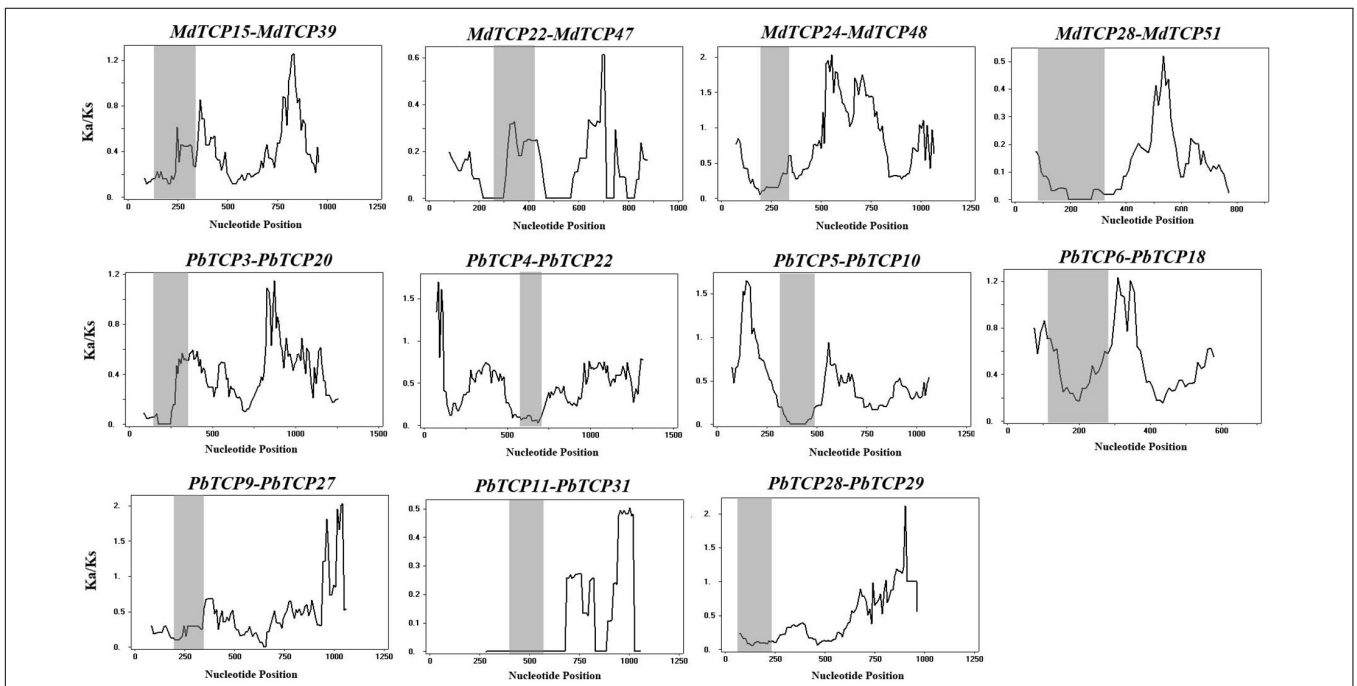 MdTCP15-MdTCP39 MdTCP22-MdTCP47 MdTCP24-MdTCP48 MdTCP28-MdTCP51
Ka/Ks
1.2
0.8
0.4
0.
0 250 500 750 1000 1250
Nucleotide Position
0.6
0.4
0.2
0.
0 200 400 600 800 1000
Nucleotide Position
2.
1.5
1.
0.5
0.
0 250 500 750 1000 1250
Nucleotide Position
0.5
0.4
0.3
0.2
0.1
0.
0 200 400 600 800
Nucleotide Position
PbTCP3-PbTCP20 PbTCP4-PbTCP22 PbTCP5-PbTCP10 PbTCP6-PbTCP18
Ka/Ks
1.2
0.8
0.4
0.
0 500 1000 1500
Nucleotide Position
1.5
1.
0.5
0.
0 500 1000 1500
Nucleotide Position
1.5
1.
0.5
0.
0 250 500 750 1000 1250
Nucleotide Position
1.2
0.8
0.4
0.
0 200 400 600
Nucleotide Position
PbTCP9-PbTCP27 PbTCP11-PbTCP31 PbTCP28-PbTCP29
Ka/Ks
2.
1.5
1.
0.5
0.
0 250 500 750 1000 1250
Nucleotide Position
0.5
0.4
0.3
0.2
0.1
0.
0 250 500 750 1000 1250
Nucleotide Position
2.
1.5
1.
0.5
0.
0 250 500 750 1000 1250
Nucleotide Position